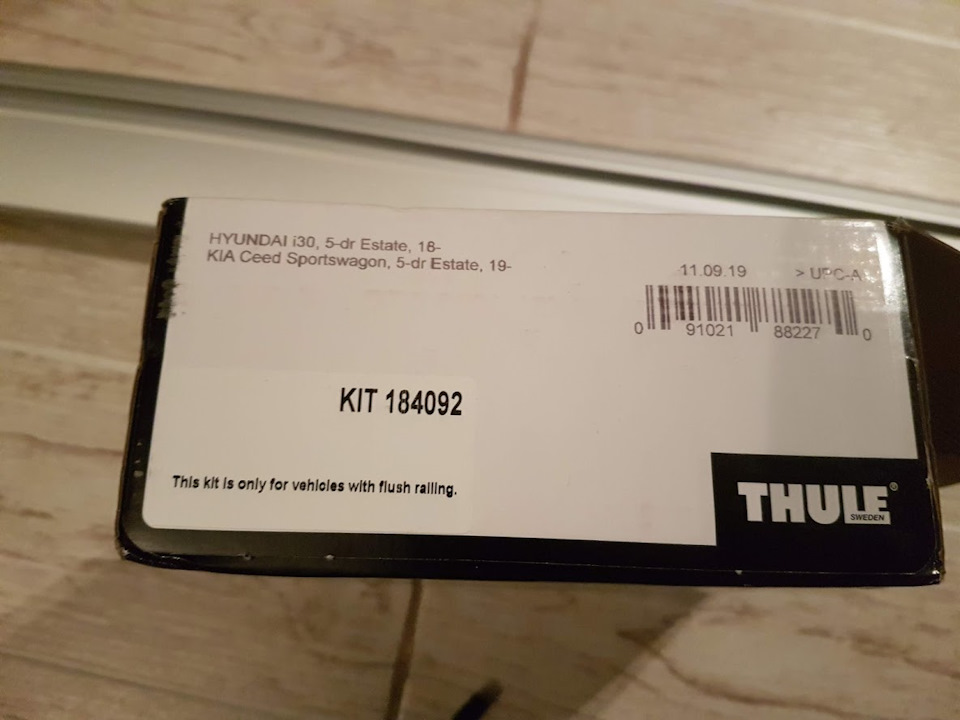 HYUNDAI i30, 5-dr Estate, 18-
KIA Ceed Sportswagon, 5-dr Estate, 19-
11.09.19 > UPC-A
0 91021 88227 0
KIT 184092
This kit is only for vehicles with flush railing.
THULE®
SWEDEN